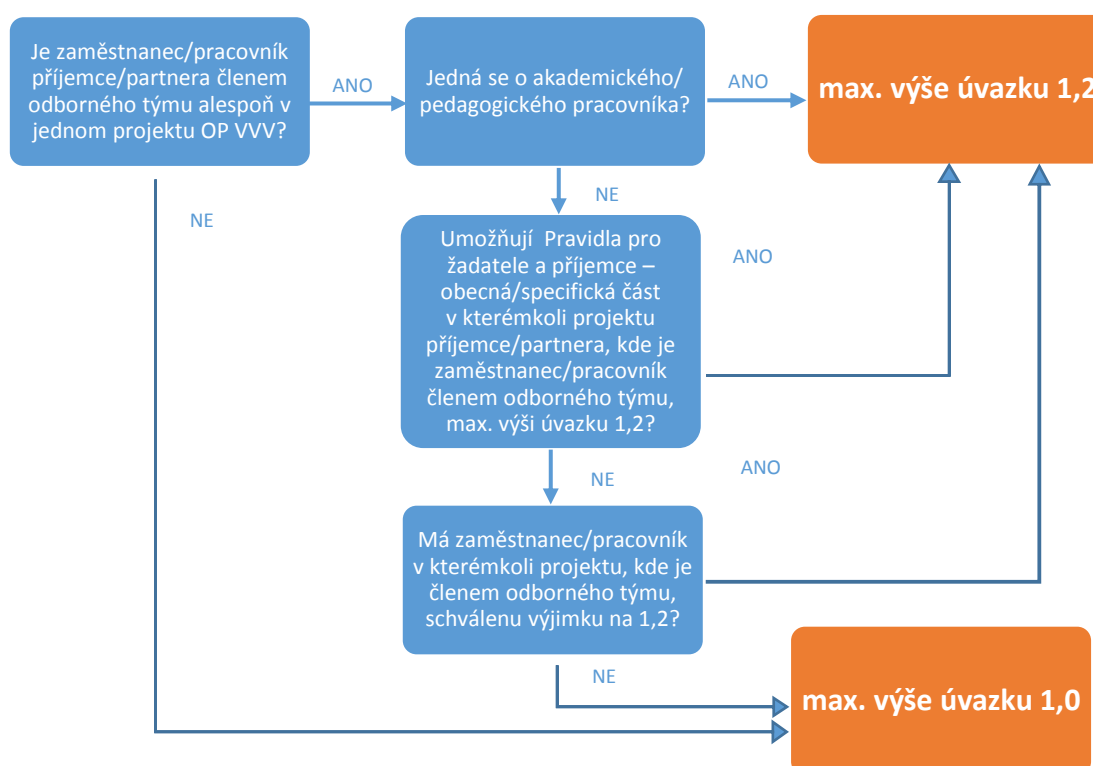 Je zaměstnanec/pracovník
příjemce/partnera členem
odborného týmu alespoň v
jednom projektu OP VVV?
ANO
Jedná se o akademického/
pedagogického pracovníka?
ANO
max. výše úvazku 1,2
NE
NE
Umožňují Pravidla pro
žadatele a příjemce –
obecná/specifická část
v kterémkoli projektu
příjemce/partnera, kde je
zaměstnanec/pracovník
členem odborného týmu,
max. výši úvazku 1,2?
ANO
NE
ANO
Má zaměstnanec/pracovník
v kterémkoli projektu, kde je
členem odborného týmu,
schválenu výjimku na 1,2?
NE
max. výše úvazku 1,0